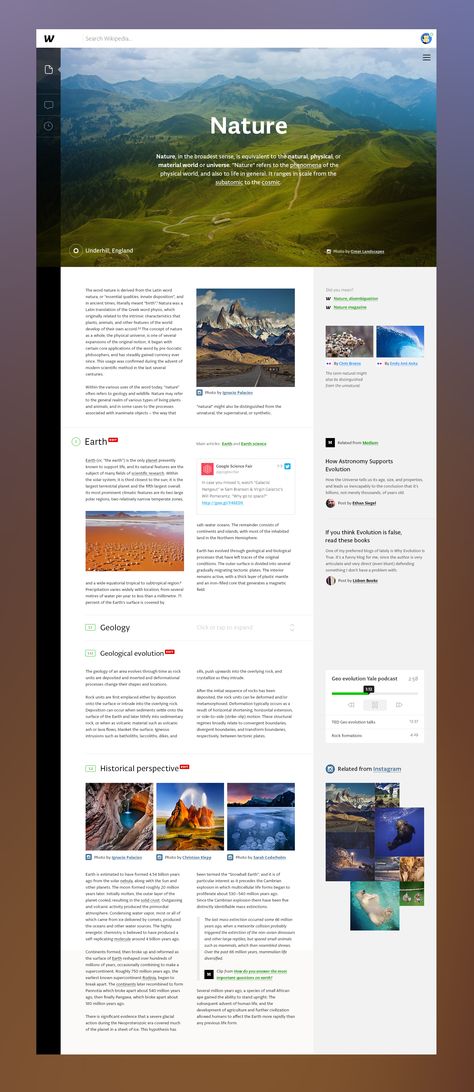 W
Search Wikipedia...
Nature
Nature, in the broadest sense, is equivalent to the natural, physical, or
material world or universe. "Nature" refers to the phenomena of the
physical world, and also to life in general. It ranges in scale from the
subatomic to the cosmic.
Underhill, England
Photo by Great Landscapes
The word nature is derived from the Latin word
natura, or "essential qualities, innate disposition", and
in ancient times, literally meant "birth". Natura was a
Latin translation of the Greek word physis, which
originally related to the intrinsic characteristics that
plants, animals, and other features of the world
develop of their own accord. The concept of nature
as a whole, the physical universe, is one of several
expansions of the original notion; it began with
certain core applications of the word by pre-Socratic
philosophers, and has steadily gained currency ever
since. This usage was confirmed during the advent of
modern scientific method in the last several
centuries.
Within the various uses of the word today, "nature"
often refers to geology and wildlife. Nature may refer
to the general realm of various types of living plants
and animals, and in some cases to the processes
associated with inanimate objects – the way that
Photo by Ignacio Palacios
"natural" might also be distinguished from the
unnatural, the supernatural, or synthetic.
Did you mean?
W Nature, disambiguation
W Nature magazine
By Chris Brooms
By Emily Ant Aniks
The term natural might
also be distinguished
from the unnatural.
Earth
Main articles: Earth and Earth science
Earth (or, "the earth") is the only planet presently
known to support life, and its natural features are the
subject of many fields of scientific research. Within
the solar system, it is third closest to the sun; it is the
largest terrestrial planet and the fifth largest overall.
Its most prominent climatic features are its two large
polar regions, two relatively narrow temperate zones,
Google Science Fair
In case you missed it, watch "Galactic
Hangout" w Sam Branson & Virgin Galactic's
Will Pomerantz, "Why go to space?"
and a wide equatorial tropical to subtropical region.
Precipitation varies widely with location, from several
metres of water per year to less than a millimetre. 71
percent of the Earth's surface is covered by
salt-water oceans. The remainder consists of
continents and islands, with most of the inhabited
land in the Northern Hemisphere.
Earth has evolved through geological and biological
processes that have left traces of the original
conditions. The outer surface is divided into several
gradually migrating tectonic plates. The interior
remains active, with a thick layer of plastic mantle
and an iron-filled core that generates a magnetic
field.
M Related from Medium
How Astronomy Supports
Evolution
How the Universe tells us its age, size, and properties,
and leads us inescapably to the conclusion that it's
billions, not merely thousands, of years old.
Post by Ethan Siegel
If you think Evolution is false,
read these books
One of my preferred blogs of lately is Why Evolution Is
True. It's a funny blog for me, since the author is very
articulate and very direct (even blunt) defending
something I don't have a problem with.
Post by Lisbon Books
Geology
Click or tap to expand
Geological evolution
The geology of an area evolves through time as rock
units are deposited and inserted and deformational
processes change their shapes and locations.
Rock units are first emplaced either by deposition
onto the surface or intrude into the overlying rock.
Deposition can occur when sediments settle onto the
surface of the Earth and later lithify into sedimentary
rock, or when as volcanic material such as volcanic
ash or lava flows, blanket the surface. Igneous
intrusions such as batholiths, laccoliths, dikes, and
sills, push upwards into the overlying rock, and
crystallize as they intrude.
After the initial sequence of rocks has been
deposited, the rock units can be deformed and/or
metamorphosed. Deformation typically occurs as a
result of horizontal shortening, horizontal extension,
or side-to-side (strike-slip) motion. These structural
regimes broadly relate to convergent boundaries,
divergent boundaries, and transform boundaries,
respectively, between tectonic plates.
Geo evolution Yale podcast 2:58
1:12
TED Geo evolution talks 12:37
Rock formations 4:49
Historical perspective
Photo by Ignacio Palacios
Photo by Christian Klepp
Photo by Sarah Cederholm
Related from Instagram
Earth is estimated to have formed 4.54 billion years
ago from the solar nebula, along with the Sun and
other planets. The moon formed roughly 20 million
years later. Initially molten, the outer layer of the
planet cooled, resulting in the solid crust. Outgassing
and volcanic activity produced the primordial
atmosphere. Condensing water vapor, most or all of
which came from ice delivered by comets, produced
the oceans and other water sources. The highly
energetic chemistry is believed to have produced a
self-replicating molecule around 4 billion years ago.
Continents formed, then broke up and reformed as
the surface of Earth reshaped over hundreds of
millions of years, occasionally combining to make a
supercontinent. Roughly 750 million years ago, the
earliest known supercontinent Rodinia, began to
break apart. The continents later recombined to form
Pannotia which broke apart about 540 million years
ago, then finally Pangaea, which broke apart about
180 million years ago.
There is significant evidence that a severe glacial
action during the Neoproterozoic era covered much
of the planet in a sheet of ice. This hypothesis has
been termed the "Snowball Earth", and it is of
particular interest as it precedes the Cambrian
explosion in which multicellular life forms began to
proliferate about 530–540 million years ago.
Since the Cambrian explosion there have been five
distinctly identifiable mass extinctions.
The last mass extinction occurred some 66 million
years ago, when a meteorite collision probably
triggered the extinction of the non-avian dinosaurs
and other large reptiles, but spared small animals
such as mammals, which then resembled shrews.
Over the past 66 million years, mammalian life
diversified.
M Clip from How do you answer the most
important questions on earth?
Several million years ago, a species of small African
ape gained the ability to stand upright. The
subsequent advent of human life, and the
development of agriculture and further civilization
allowed humans to affect the Earth more rapidly than
any previous life form.